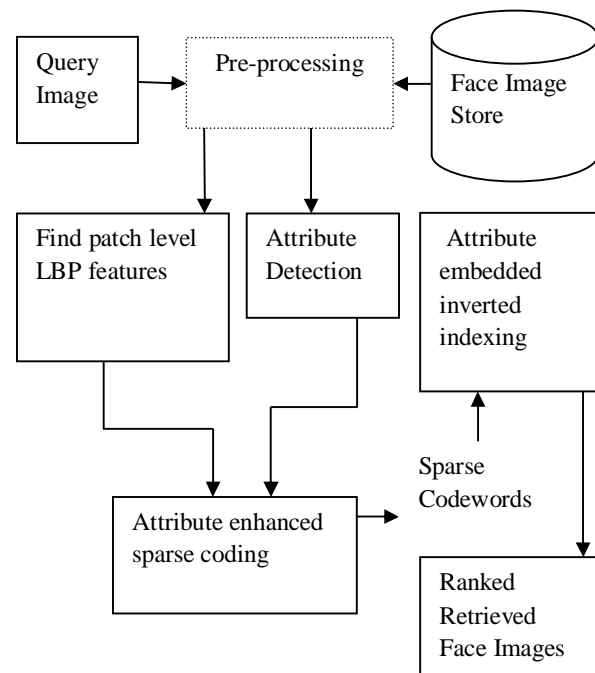 Query
Image
Pre-processing
Face Image
Store
Find patch level
LBP features
Attribute
Detection
Attribute
embedded
inverted
indexing
Sparse
Codewords
Attribute enhanced
sparse coding
Ranked
Retrieved
Face Images